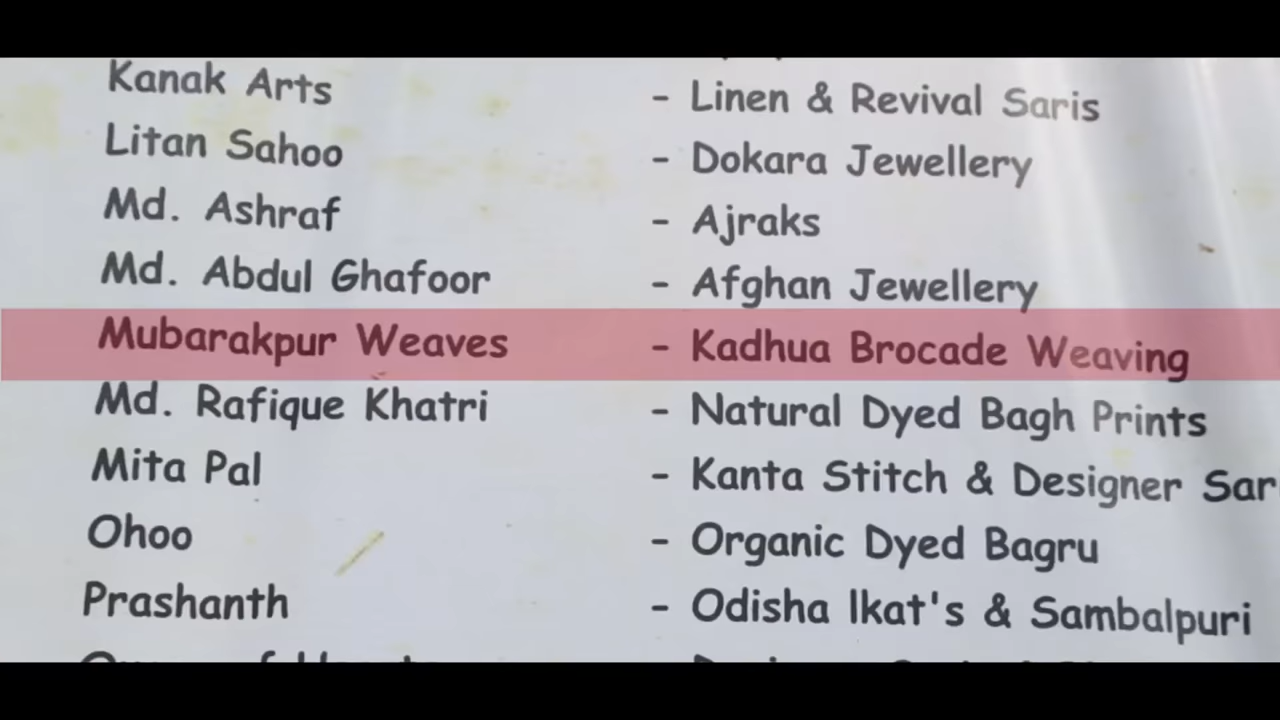 Kanak Arts - Linen & Revival Saris
Litan Sahoo - Dokara Jewellery
Md. Ashraf - Ajraks
Md. Abdul Ghafoor - Afghan Jewellery
Mubarakpur Weaves - Kadhua Brocade Weaving
Md. Rafique Khatri - Natural Dyed Bagh Prints
Mita Pal - Kanta Stitch & Designer Sar
Ohoo - Organic Dyed Bagru
Prashanth - Odisha Ikat's & Sambalpuri